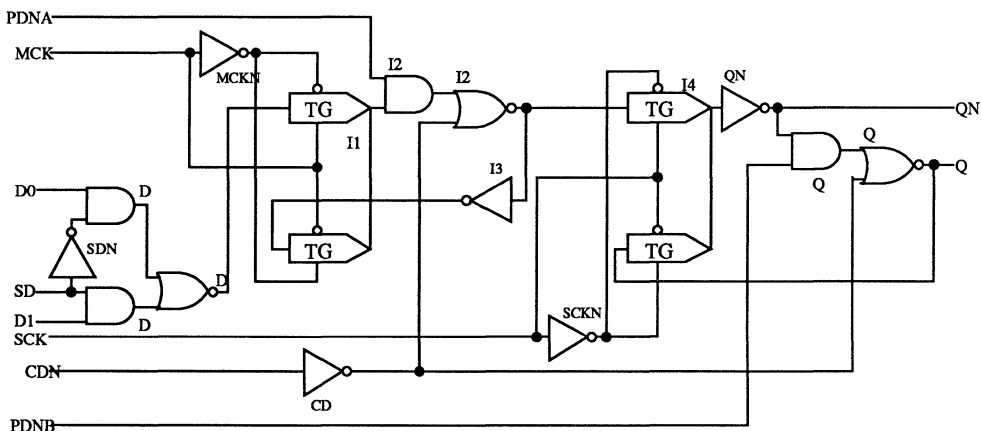 PDNA
MCK
MCKN
I2
I2
QN
I4
TG
TG
QN
I1
Q
Q
Q
I3
D0
D
SDN
TG
TG
SD
D
D1
D
SCK
SCKN
CDN
CD
PDNB